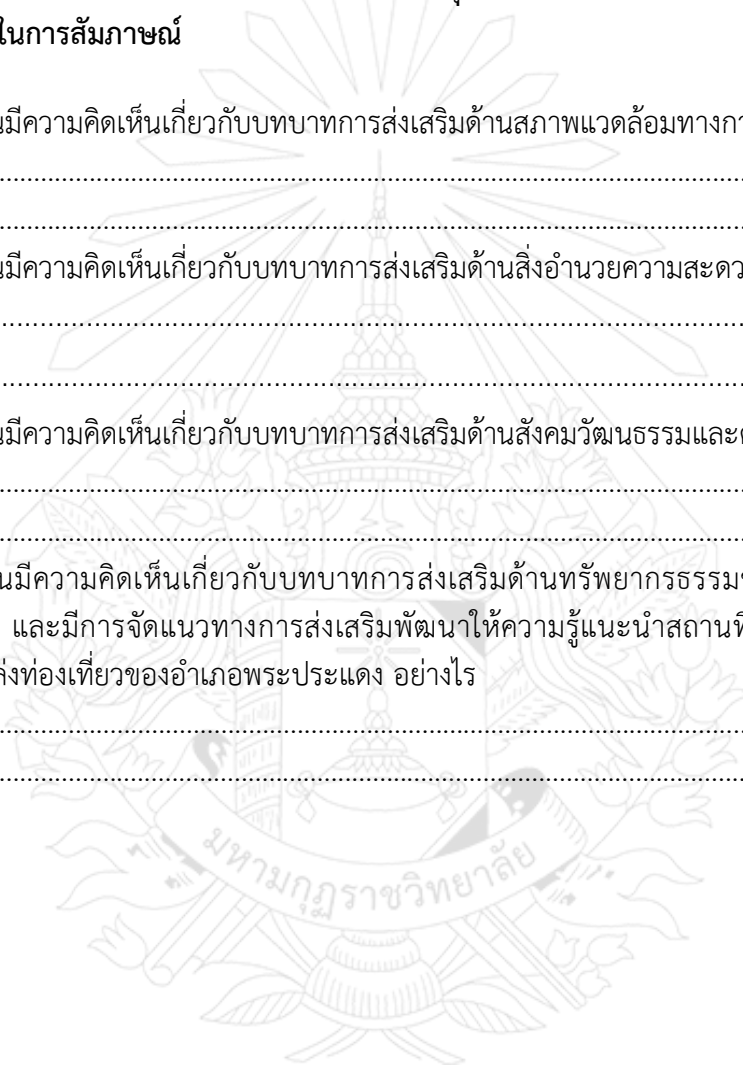 ในการสัมภาษณ์
มีความคิดเห็นเกี่ยวกับบทบาทการส่งเสริมด้านสภาพแวดล้อมทางกา
........................................................................
........................................................................
มีความคิดเห็นเกี่ยวกับบทบาทการส่งเสริมด้านสิ่งอำนวยความสะดว
........................................................................
........................................................................
มีความคิดเห็นเกี่ยวกับบทบาทการส่งเสริมด้านสังคมวัฒนธรรมและ
........................................................................
........................................................................
นมีความคิดเห็นเกี่ยวกับบทบาทการส่งเสริมด้านทรัพยากรธรรม
และมีการจัดแนวทางการส่งเสริมพัฒนาให้ความรู้แนะนำสถานที
ท่องเที่ยวของอำเภอพระประแดง อย่างไร
........................................................................
........................................................................
มหามกุฏราชวิทยาลัย